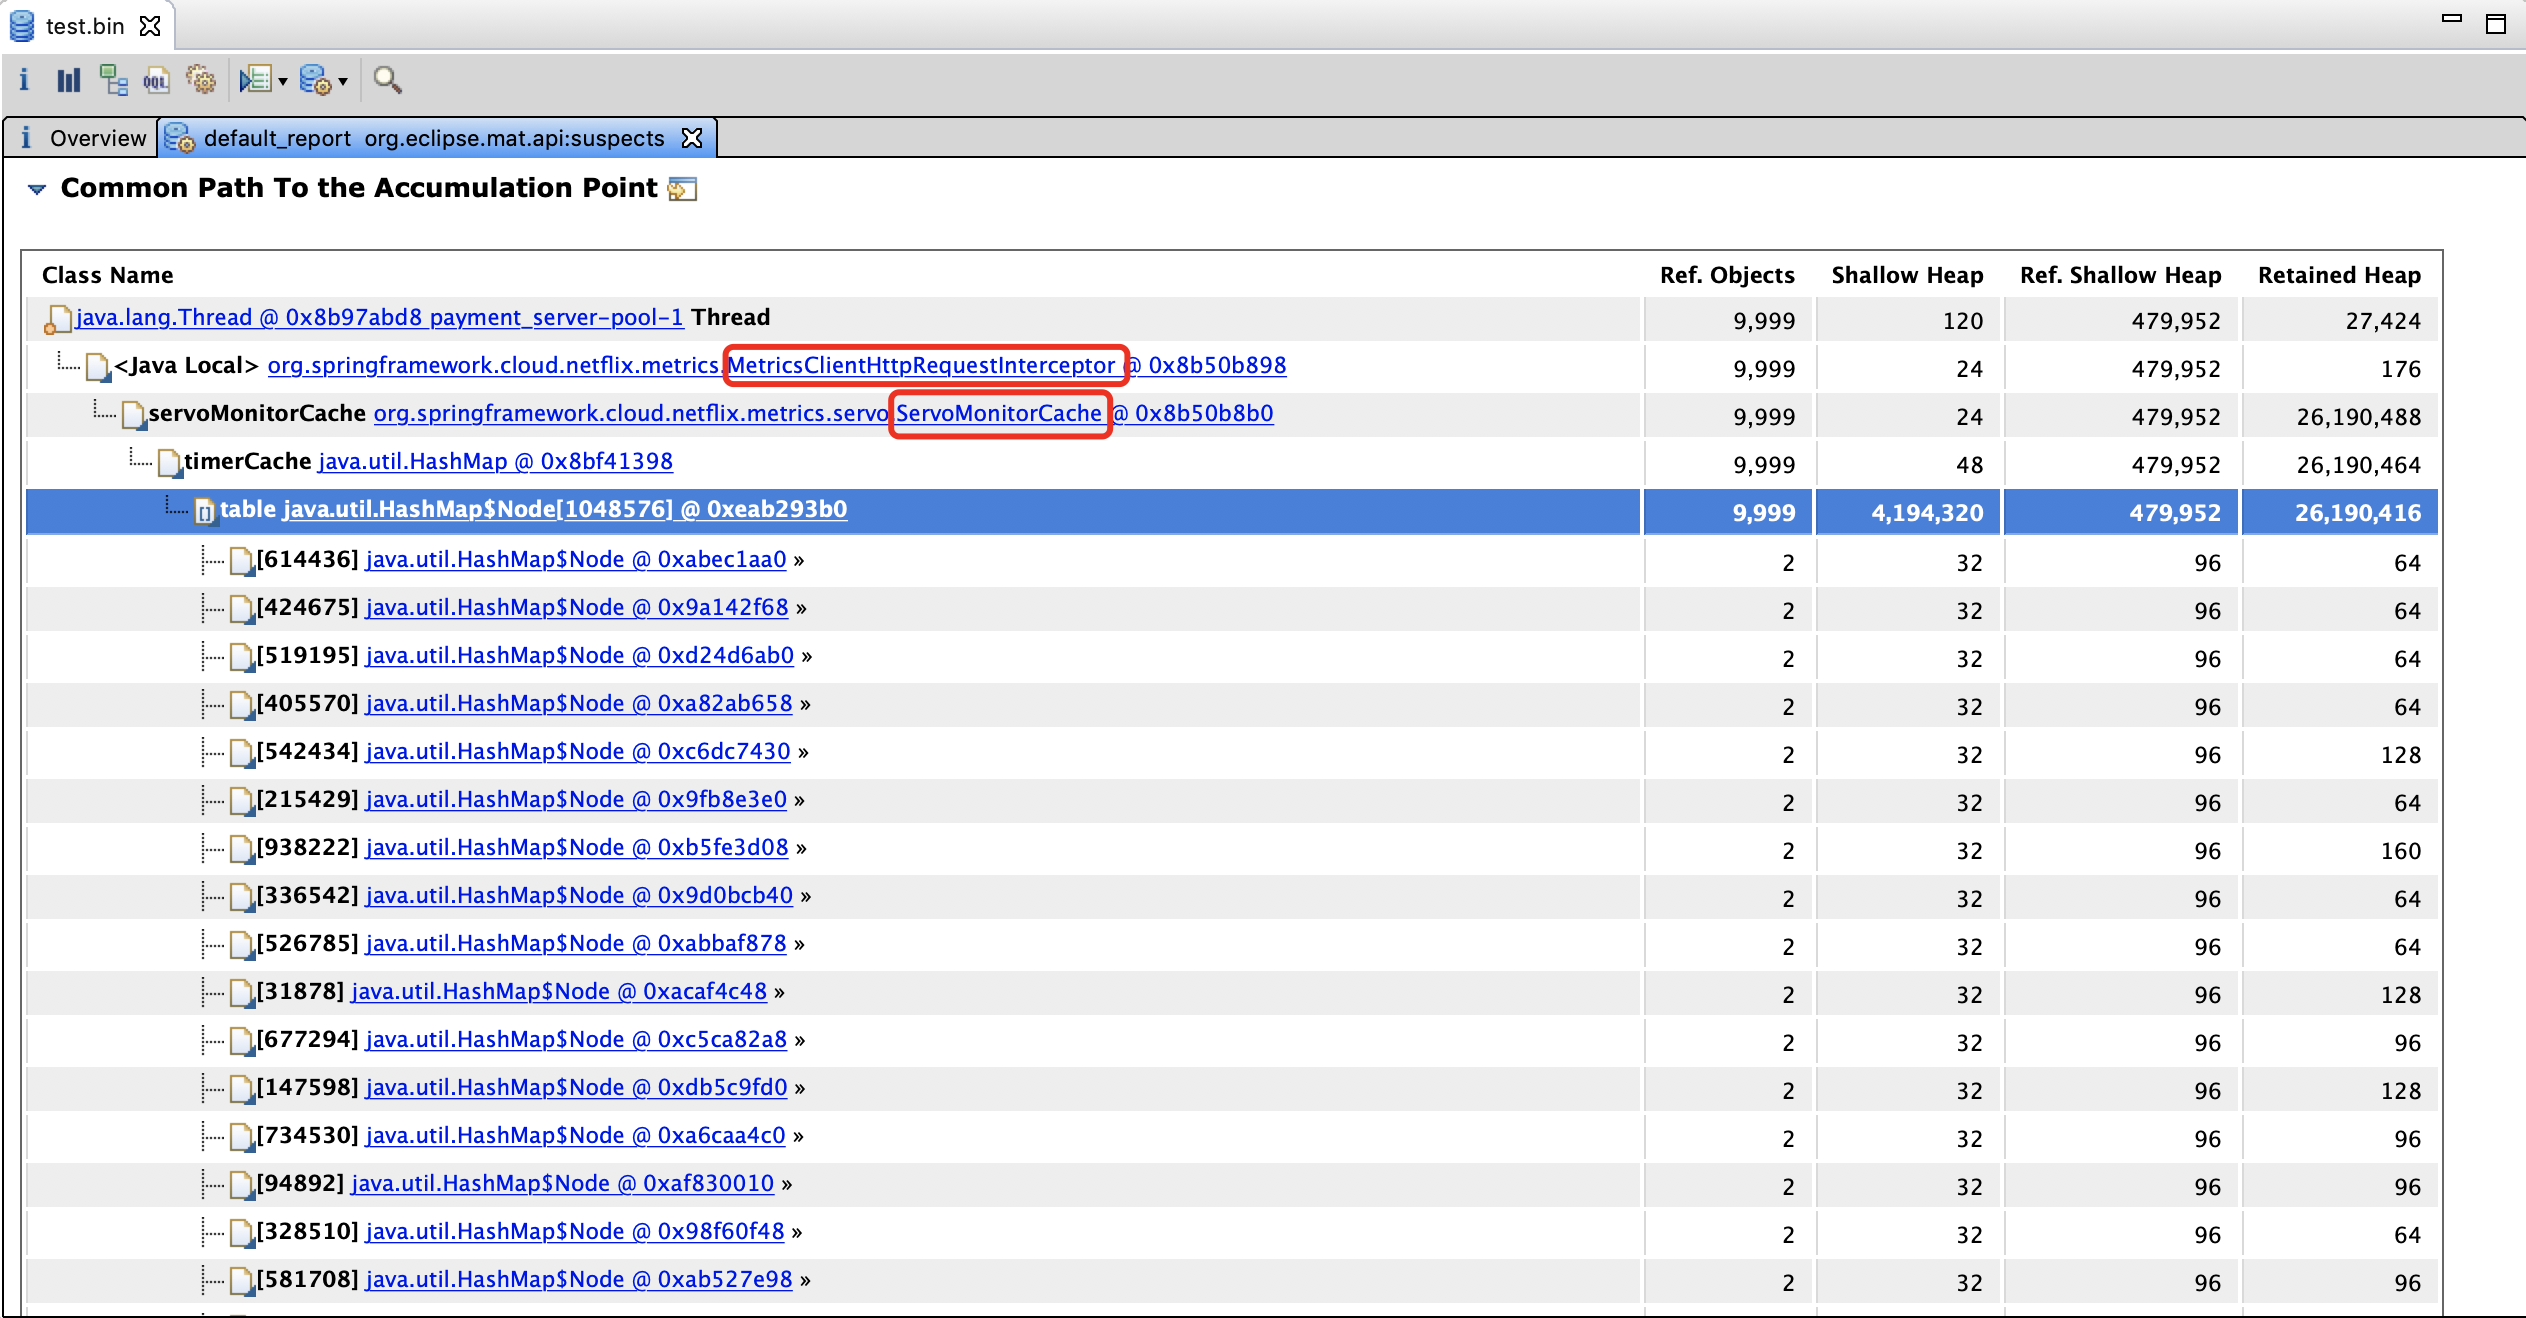 test.bin
OQL
Overview default_report org.eclipse.mat.api:suspects
Common Path To the Accumulation Point
Class Name Ref. Objects Shallow Heap Ref. Shallow Heap Retained Heap
java.lang.Thread @ 0x8b97abd8 payment_server-pool-1 Thread 9,999 120 479,952 27,424
<Java Local> org.springframework.cloud.netflix.metrics.MetricsClientHttpRequestInterceptor @ 0x8b50b898 9,999 24 479,952 176
servoMonitorCache org.springframework.cloud.netflix.metrics.servo.ServoMonitorCache @ 0x8b50b8b0 9,999 24 479,952 26,190,488
timerCache java.util.HashMap @ 0x8bf41398 9,999 48 479,952 26,190,464
table java.util.HashMap$Node[1048576] @ 0xeab293b0 9,999 4,194,320 479,952 26,190,416
[614436] java.util.HashMap$Node @ 0xabec1aa0 » 2 32 96 64
[424675] java.util.HashMap$Node @ 0x9a142f68 » 2 32 96 64
[519195] java.util.HashMap$Node @ 0xd24d6ab0 » 2 32 96 64
[405570] java.util.HashMap$Node @ 0xa82ab658 » 2 32 96 64
[542434] java.util.HashMap$Node @ 0xc6dc7430 » 2 32 96 128
[215429] java.util.HashMap$Node @ 0x9fb8e3e0 » 2 32 96 64
[938222] java.util.HashMap$Node @ 0xb5fe3d08 » 2 32 96 160
[336542] java.util.HashMap$Node @ 0x9d0bcb40 » 2 32 96 64
[526785] java.util.HashMap$Node @ 0xabbaf878 » 2 32 96 64
[31878] java.util.HashMap$Node @ 0xacaf4c48 » 2 32 96 128
[677294] java.util.HashMap$Node @ 0xc5ca82a8 » 2 32 96 96
[147598] java.util.HashMap$Node @ 0xdb5c9fd0 » 2 32 96 128
[734530] java.util.HashMap$Node @ 0xa6caa4c0 » 2 32 96 96
[94892] java.util.HashMap$Node @ 0xaf830010 » 2 32 96 96
[328510] java.util.HashMap$Node @ 0x98f60f48 » 2 32 96 64
[581708] java.util.HashMap$Node @ 0xab527e98 » 2 32 96 96